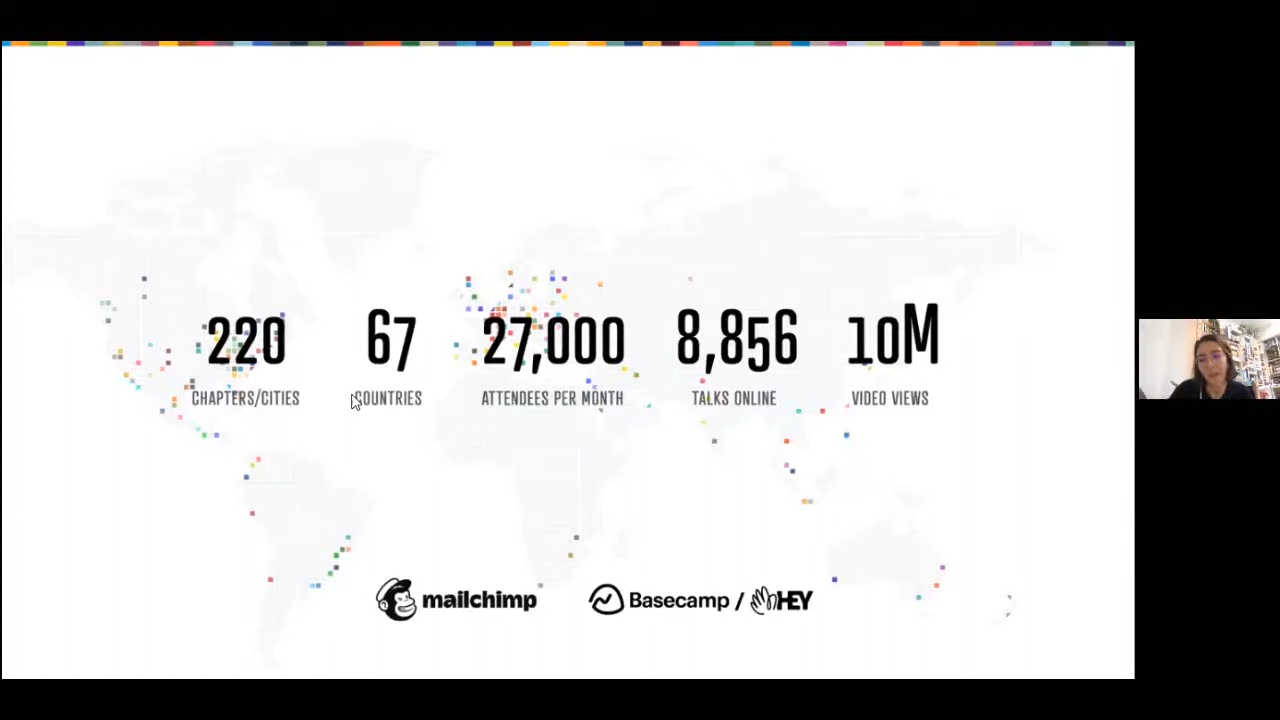 220 67 27,000 8,856 10M
CHAPTERS/CITIES COUNTRIES ATTENDEES PER MONTH TALKS ONLINE VIDEO VIEWS
mailchimp Basecamp / HEY